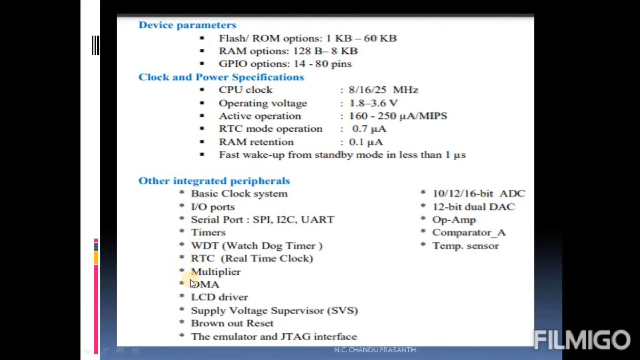 Device parameters
▪ Flash/ ROM options: 1 KB – 60 KB
▪ RAM options: 128 B– 8 KB
▪ GPIO options: 14 - 80 pins
Clock and Power Specifications
▪ CPU clock : 8/16/25 MHz
▪ Operating voltage : 1.8–3.6 V
▪ Active operation : 160 - 250 µA/MIPS
▪ RTC mode operation : 0.7 µA
▪ RAM retention : 0.1 µA
▪ Fast wake-up from standby mode in less than 1 µs
Other integrated peripherals
* Basic Clock system
* I/O ports
* Serial Port : SPI, I2C, UART
* Timers
* WDT (Watch Dog Timer )
* RTC (Real Time Clock)
* Multiplier
* DMA
* LCD driver
* Supply Voltage Supervisor (SVS)
* Brown out Reset
* The emulator and JTAG interface
* 10/12/16-bit ADC
* 12-bit dual DAC
* Op-Amp
* Comparator_A
* Temp. sensor
N.C. CHANDU PRASANTH
FILMIGO